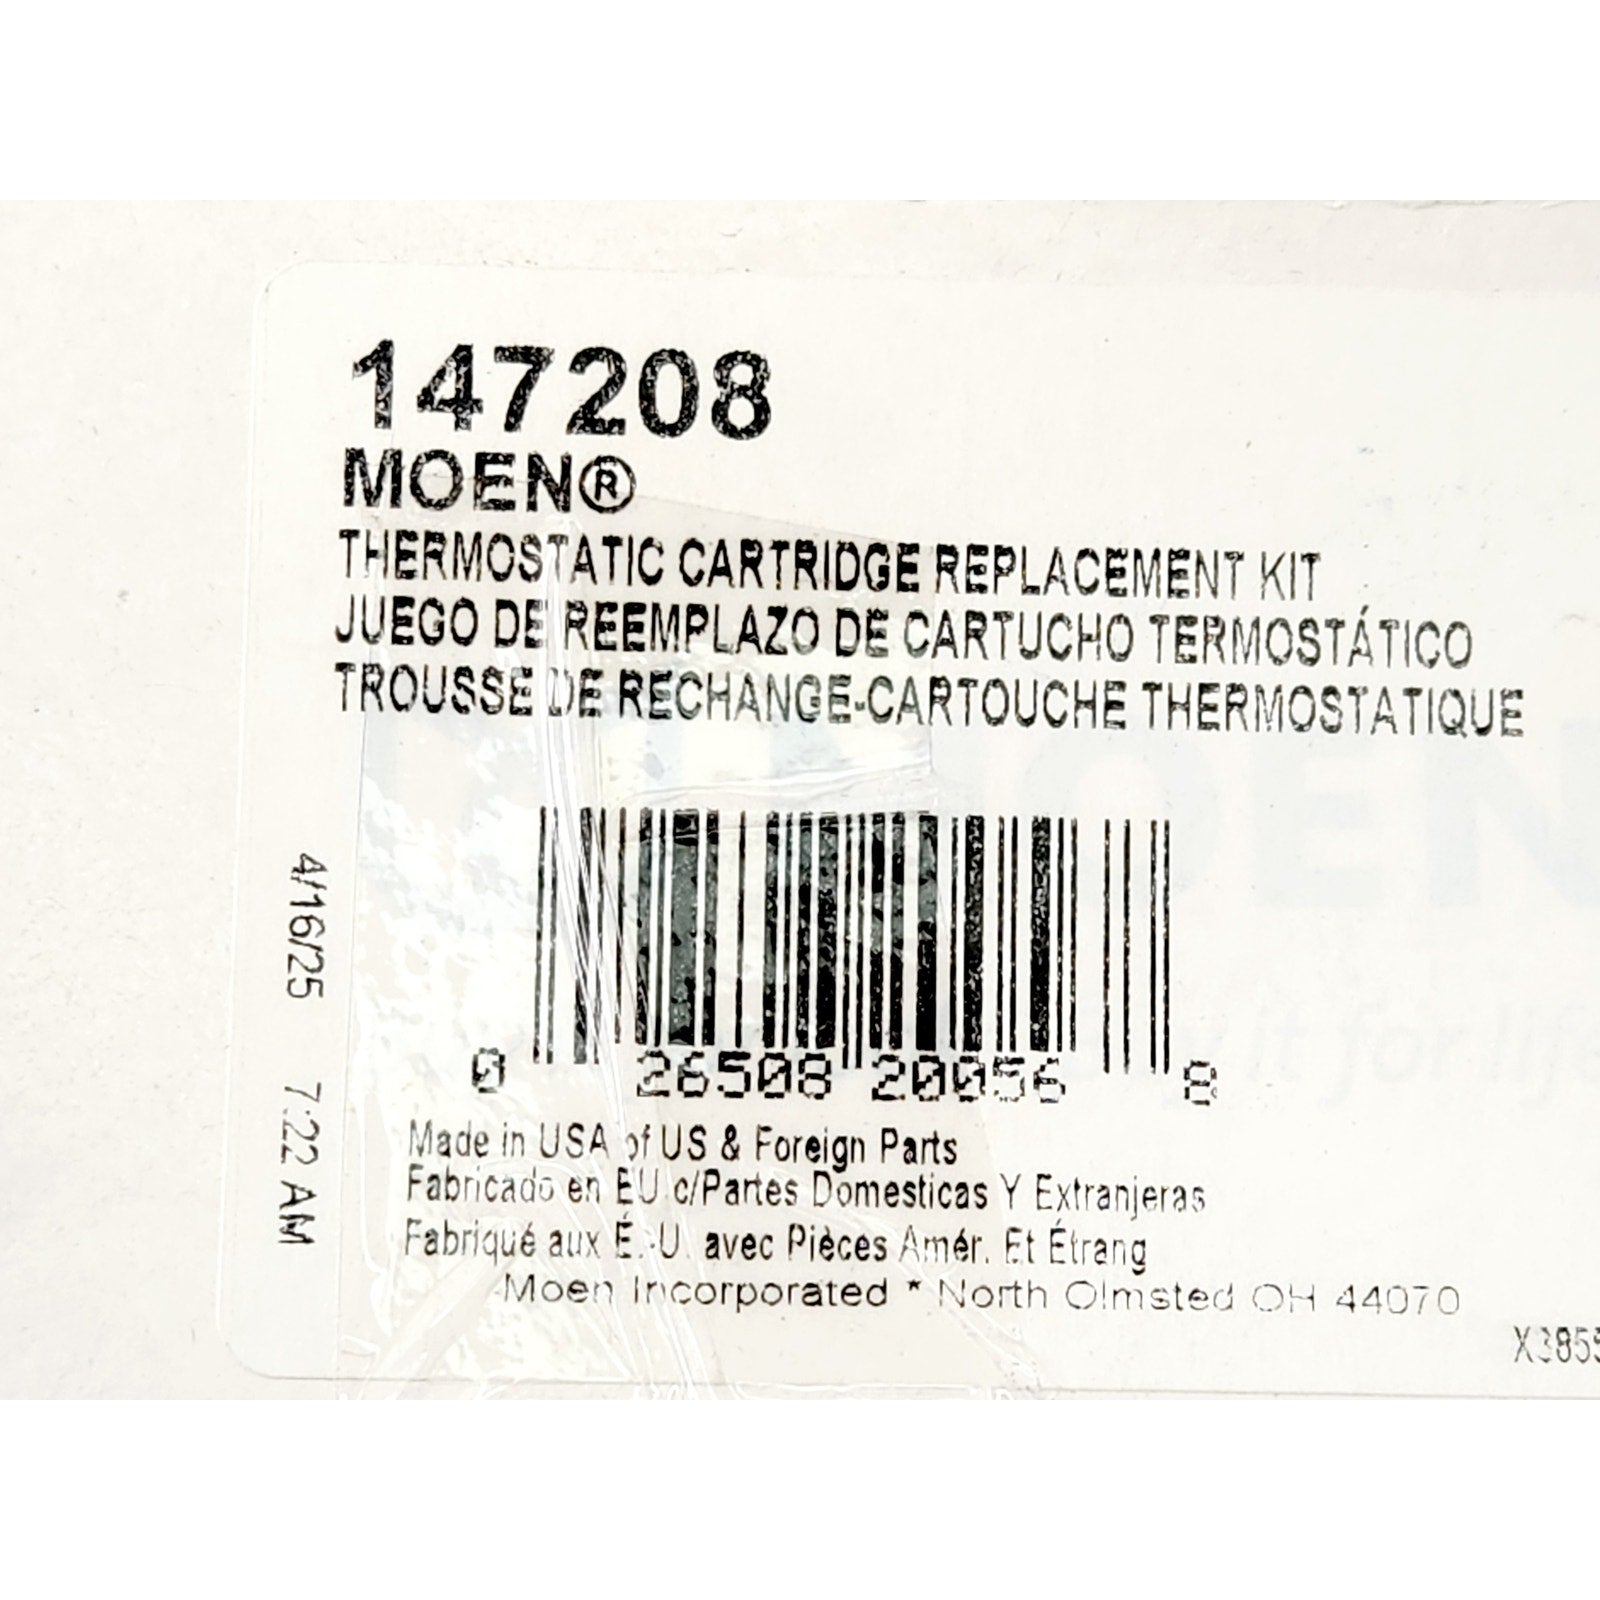 147208
MOEN®
THERMOSTATIC CARTRIDGE REPLACEMENT KIT
JUEGO DE REEMPLAZO DE CARTUCHO TERMOSTÁTICO
TROUSSE DE RECHANGE-CARTOUCHE THERMOSTATIQUE
4/16/25 7:22 AM
0 26508 20056 8
Made in USA of US & Foreign Parts
Fabricado en EU c/Partes Domesticas Y Extranjeras
Fabriqué aux É.-U. avec Pièces Amér. Et Étrang
Moen Incorporated * North Olmsted OH 44070